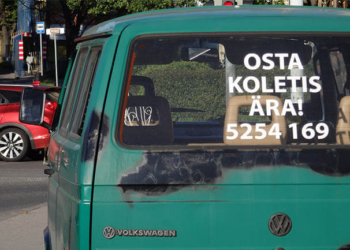 OSTA
KOLETIS
ÄRA!
5254 169
VOLKSWAGEN